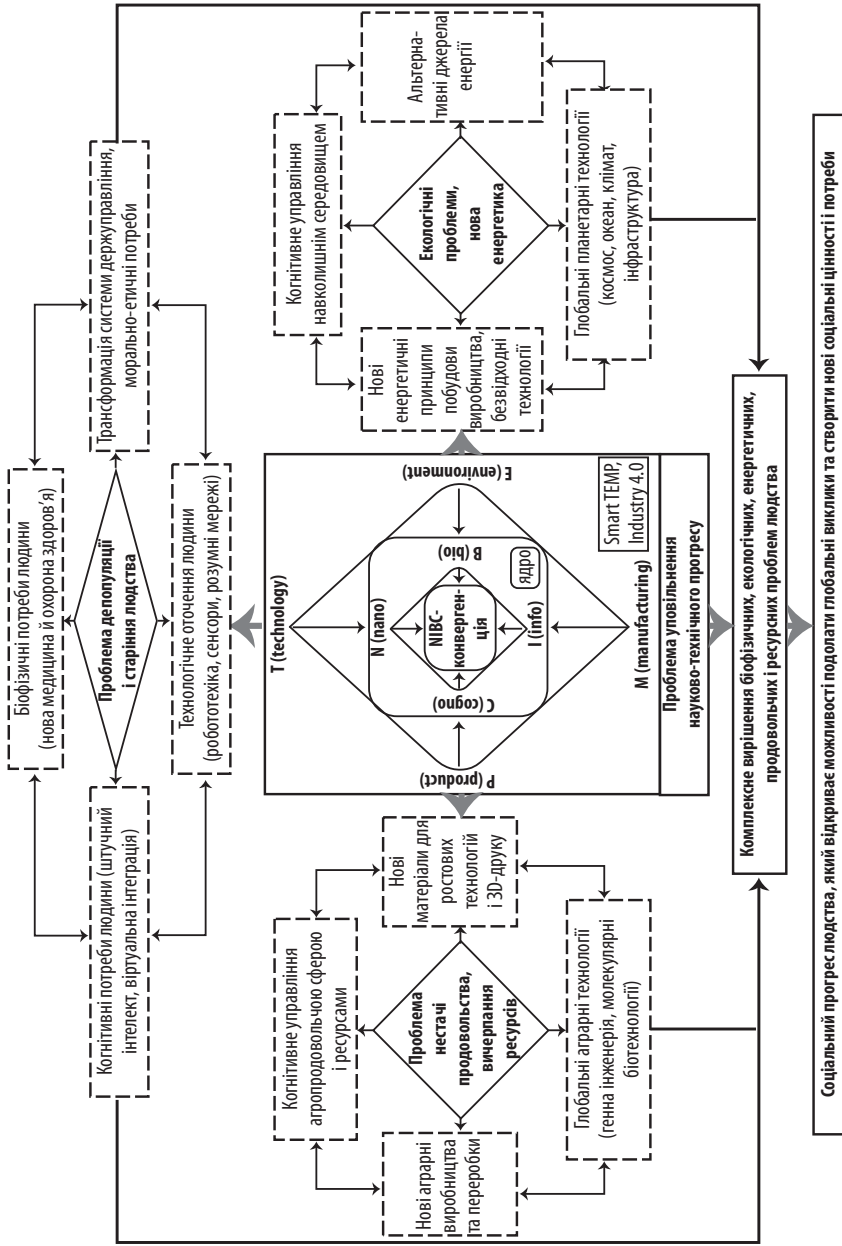 Біофізичні потреби людини
(нова медицина й охорона здоров'я)
Когнітивні потреби людини (штучний
інтелект, віртуальна інтеграція)
Проблема депопуляції
і старіння людства
Трансформація системи держуправління,
морально-етичні потреби
Технологічне оточення людини
(робототехіка, сенсори, розумні мережі)
Когнітивне управління
агропродовольчою сферою
і ресурсами
Нові аграрні
виробництва
та переробки
Проблема
нестачі
продовольства,
вичерпання
ресурсів
Нові
матеріали для
ростових
технологій
і 3D-друку
Глобальні аграрні технології
(генна інженерія, молекулярні
біотехнології)
T (technology)
P (product)
E (environment)
M (manufacturing)
N (nano)
C (cogno)
B (bio)
I (info)
NIBC-
конверген-
ція
ядро
Smart TEMP,
Industry 4.0
Проблема уповільнення
науково-технічного прогресу
Когнітивне управління
навколишнім середовищем
Нові
енергетичні
принципи
побудови
виробництва,
безвідходні
технології
Екологічні
проблеми,
нова
енергетика
Альтерна-
тивні джерела
енергії
Глобальні планетарні технології
(космос, океан, клімат,
інфраструктура)
Комплексне вирішення біофізичних, екологічних, енергетичних,
продовольчих і ресурсних проблем людства
Соціальний прогрес людства, який відкриває можливості подолати глобальні виклики та створити нові соціальні цінності і потреби